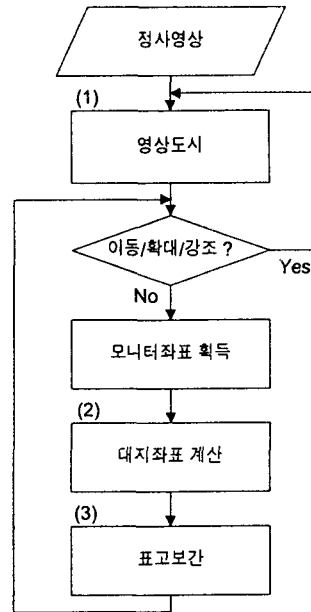 정사영상
(1)
영상도시
이동/확대/강조 ?
Yes
No
모니터좌표 획득
(2)
대지좌표 계산
(3)
표고보간